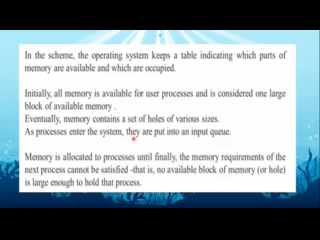 In the scheme, the operating system keeps a table indicating which parts of
memory are available and which are occupied.
Initially, all memory is available for user processes and is considered one large
block of available memory .
Eventually, memory contains a set of holes of various sizes.
As processes enter the system, they are put into an input queue.
Memory is allocated to processes until finally, the memory requirements of the
next process cannot be satisfied -that is, no available block of memory (or hole)
is large enough to hold that process.